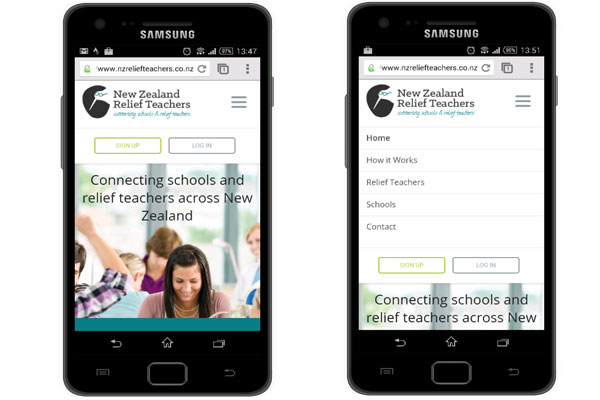 SAMSUNG
97% 13:47
www.nzreliefteachers.co.nz
1
New Zealand
Relief Teachers
connecting schools & relief teachers
SIGN UP
LOG IN
Connecting schools and
relief teachers across New
Zealand
SAMSUNG
96% 13:51
www.nzreliefteachers.co.nz
1
New Zealand
Relief Teachers
connecting schools & relief teachers
Home
How it Works
Relief Teachers
Schools
Contact
SIGN UP
LOG IN
Connecting schools and
relief teachers across New